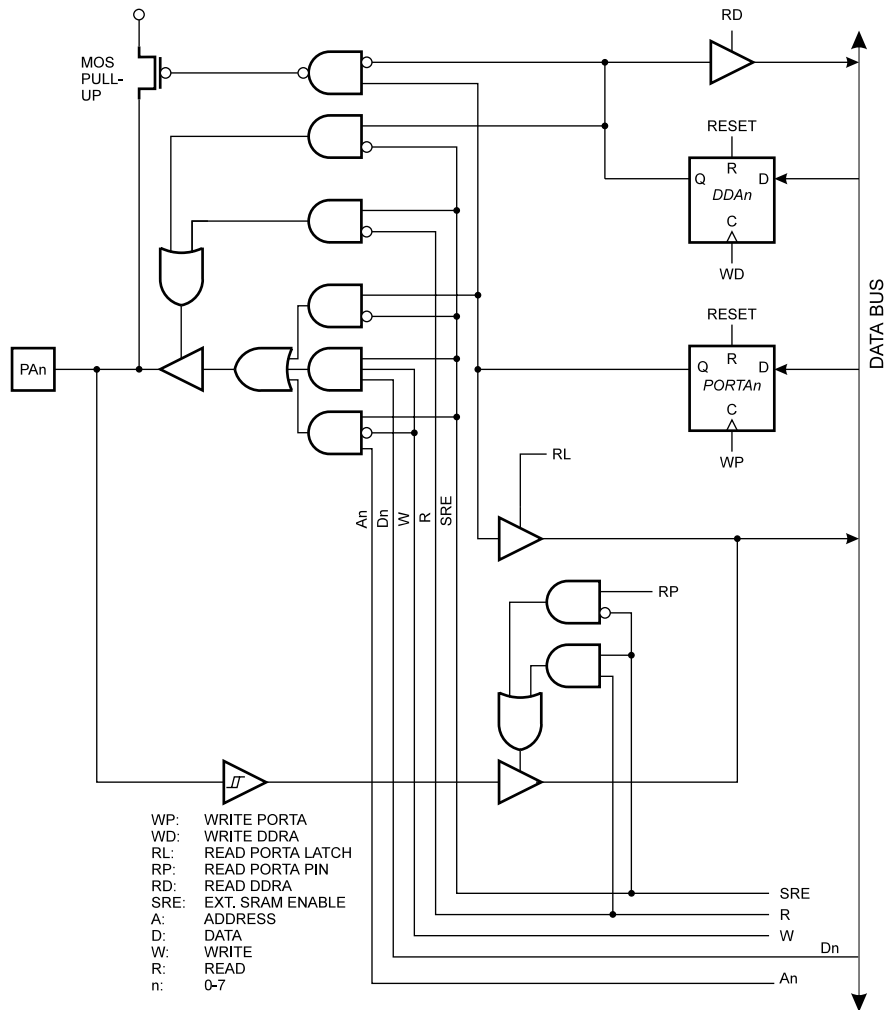 RD
MOS
PULL-
UP
RESET
R
Q
D
DDAn
C
WD
DATA BUS
RESET
PAn
R
Q
D
PORTAn
C
WP
RL
An
Dn
W
R
SRE
RP
WP: WRITE PORTA
WD: WRITE DDRA
RL: READ PORTA LATCH
RP: READ PORTA PIN
RD: READ DDRA
SRE: EXT. SRAM ENABLE
A: ADDRESS
D: DATA
W: WRITE
R: READ
n: 0-7
SRE
R
W
Dn
An